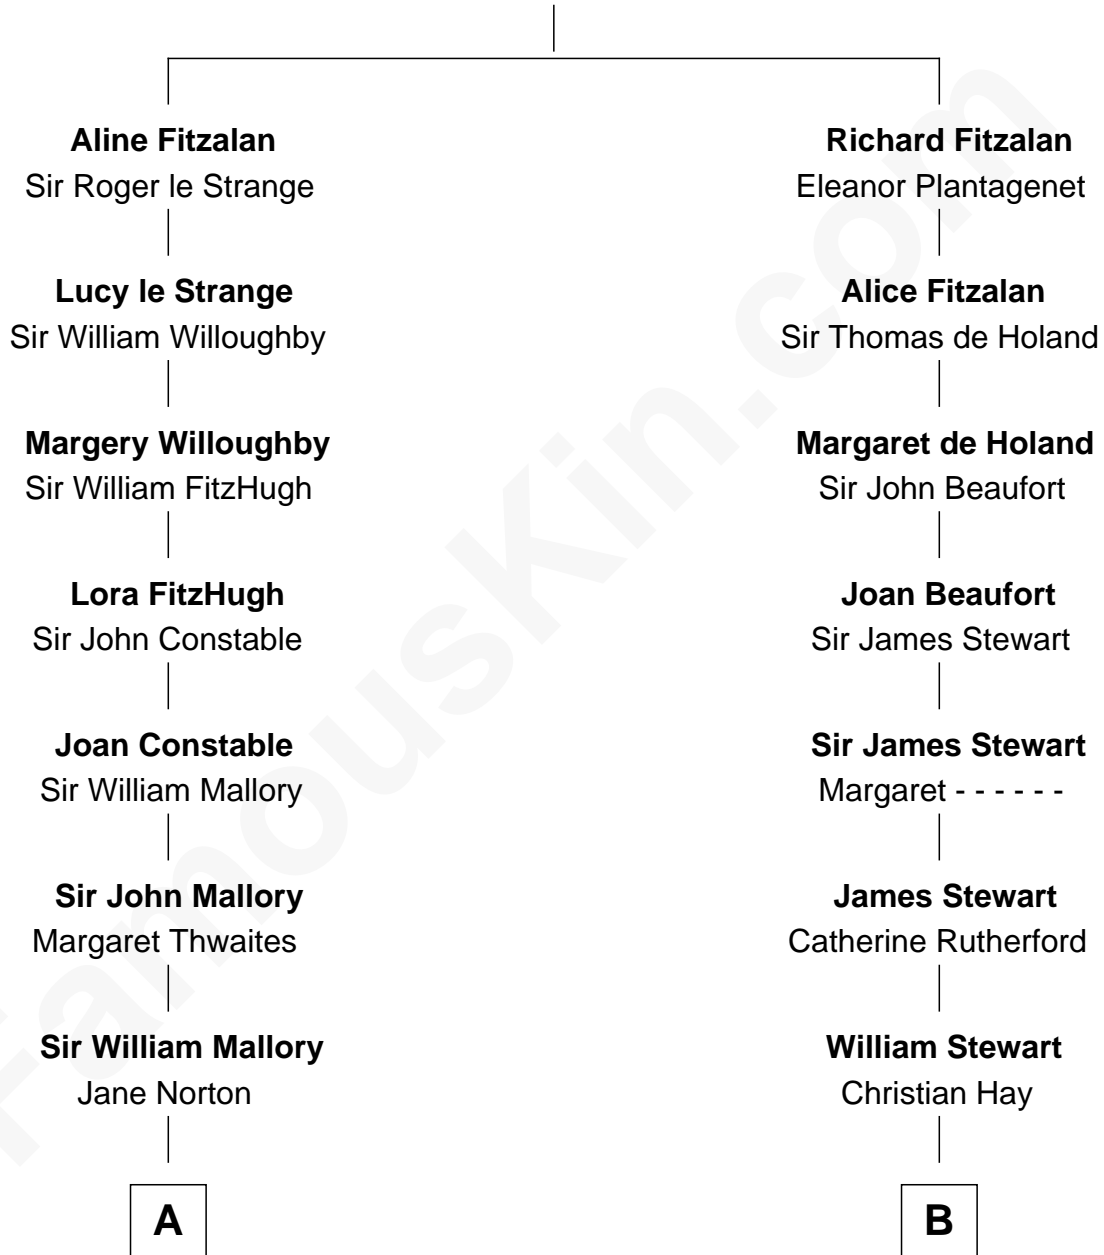 Aline Fitzalan
Sir Roger le Strange
Richard Fitzalan
Eleanor Plantagenet
Lucy le Strange
Sir William Willoughby
Alice Fitzalan
Sir Thomas de Holand
Margery Willoughby
Sir William FitzHugh
Margaret de Holand
Sir John Beaufort
Lora FitzHugh
Sir John Constable
Joan Beaufort
Sir James Stewart
Joan Constable
Sir William Mallory
Sir James Stewart
Margaret - - - - - -
Sir John Mallory
Margaret Thwaites
James Stewart
Catherine Rutherford
Sir William Mallory
Jane Norton
William Stewart
Christian Hay
A
B
FamousKin.com